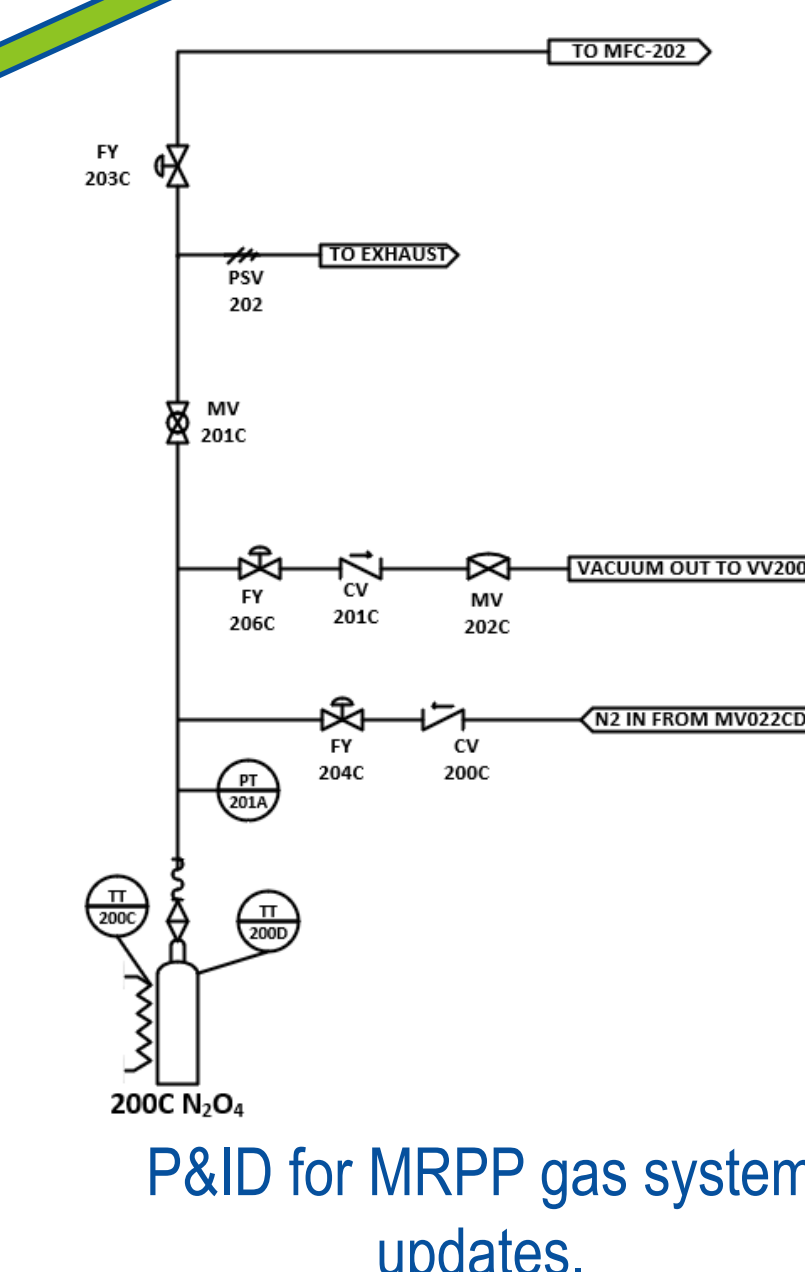 TO MFC-202
FY
203C
TO EXHAUST
PSV
202
MV
201C
VACUUM OUT TO VV200
FY
206C
CV
201C
MV
202C
N2 IN FROM MV022CD
FY
204C
CV
200C
PT
201A
TT
200C
TT
200D
200C N₂O₄
P&ID for MRPP gas system
updates.